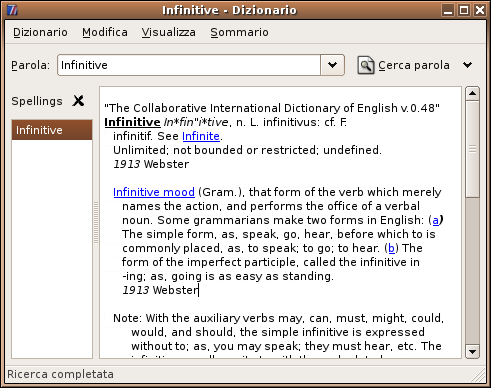 Infinitive - Dizionario
Dizionario Modifica Visualizza Sommario
Parola: Infinitive Cerca parola
Spellings
Infinitive
"The Collaborative International Dictionary of English v.0.48"
Infinitive In*fin"i*tive, n. L. infinitivus: cf. F.
infinitif. See Infinite.
Unlimited; not bounded or restricted; undefined.
1913 Webster
Infinitive mood (Gram.), that form of the verb which merely
names the action, and performs the office of a verbal
noun. Some grammarians make two forms in English: (a)
The simple form, as, speak, go, hear, before which to is
commonly placed, as, to speak; to go; to hear. (b) The
form of the imperfect participle, called the infinitive in
-ing; as, going is as easy as standing.
1913 Webster
Note: With the auxiliary verbs may, can, must, might, could,
would, and should, the simple infinitive is expressed
without to; as, you may speak; they must hear, etc. The
Ricerca completata